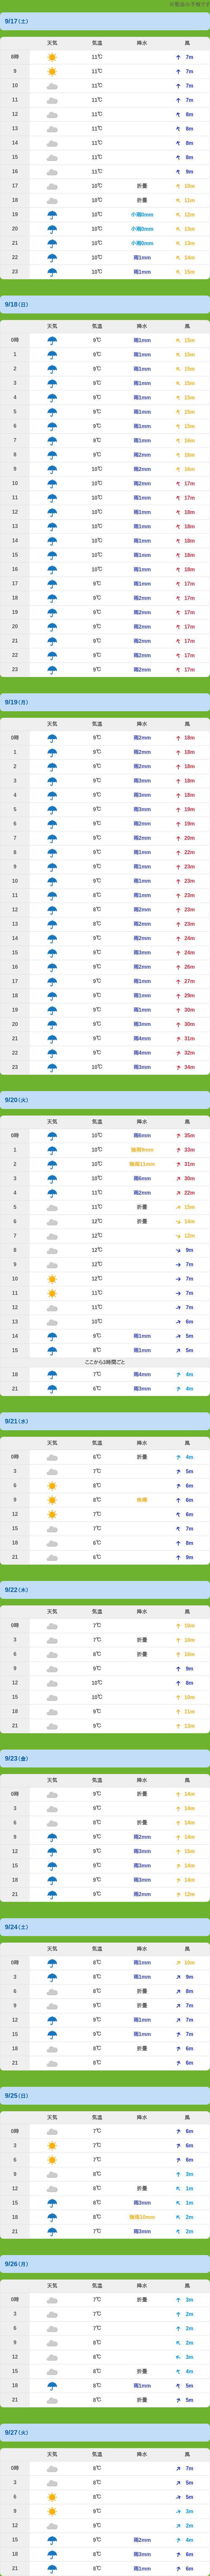 ※登山の予報です
9/17(土)
天気 気温 降水 風
8時 11℃ 7m
9 11℃ 7m
10 11℃ 7m
11 11℃ 7m
12 11℃ 8m
13 11℃ 8m
14 11℃ 8m
15 11℃ 8m
16 11℃ 9m
17 10℃ 折畳 10m
18 10℃ 折畳 11m
19 10℃ 小雨0mm 12m
20 10℃ 小雨0mm 13m
21 10℃ 小雨0mm 13m
22 10℃ 雨1mm 14m
23 10℃ 雨1mm 15m
9/18(日)
天気 気温 降水 風
0時 9℃ 雨1mm 15m
1 9℃ 雨1mm 15m
2 9℃ 雨1mm 15m
3 9℃ 雨1mm 15m
4 9℃ 雨1mm 15m
5 9℃ 雨1mm 15m
6 9℃ 雨1mm 15m
7 9℃ 雨1mm 16m
8 9℃ 雨2mm 16m
9 10℃ 雨2mm 16m
10 10℃ 雨2mm 17m
11 10℃ 雨1mm 17m
12 10℃ 雨1mm 18m
13 10℃ 雨1mm 18m
14 10℃ 雨1mm 18m
15 10℃ 雨1mm 18m
16 10℃ 雨1mm 18m
17 9℃ 雨1mm 17m
18 9℃ 雨2mm 17m
19 9℃ 雨2mm 17m
20 9℃ 雨2mm 17m
21 9℃ 雨2mm 17m
22 9℃ 雨2mm 17m
23 9℃ 雨2mm 17m
9/19(月)
天気 気温 降水 風
0時 9℃ 雨2mm 18m
1 9℃ 雨2mm 18m
2 9℃ 雨2mm 18m
3 9℃ 雨3mm 18m
4 9℃ 雨3mm 18m
5 9℃ 雨3mm 19m
6 9℃ 雨2mm 19m
7 9℃ 雨2mm 20m
8 9℃ 雨1mm 22m
9 9℃ 雨1mm 23m
10 9℃ 雨1mm 23m
11 8℃ 雨1mm 23m
12 8℃ 雨2mm 23m
13 8℃ 雨2mm 23m
14 9℃ 雨2mm 24m
15 9℃ 雨3mm 24m
16 9℃ 雨2mm 26m
17 9℃ 雨1mm 27m
18 9℃ 雨1mm 29m
19 9℃ 雨1mm 30m
20 9℃ 雨3mm 30m
21 9℃ 雨4mm 31m
22 9℃ 雨4mm 32m
23 10℃ 雨3mm 34m
9/20(火)
天気 気温 降水 風
0時 10℃ 雨6mm 35m
1 10℃ 強雨8mm 33m
2 10℃ 強雨11mm 31m
3 10℃ 雨6mm 30m
4 11℃ 雨2mm 22m
5 11℃ 折畳 15m
6 12℃ 折畳 14m
7 12℃ 12m
8 12℃ 9m
9 12℃ 7m
10 12℃ 7m
11 11℃ 7m
12 11℃ 7m
13 10℃ 6m
14 9℃ 雨1mm 5m
15 8℃ 雨1mm 5m
ここから3時間ごと
18 7℃ 雨4mm 4m
21 6℃ 雨3mm 4m
9/21(水)
天気 気温 降水 風
0時 6℃ 折畳 4m
3 7℃ 5m
6 8℃ 6m
9 8℃ 快晴 6m
12 7℃ 6m
15 7℃ 7m
18 6℃ 8m
21 6℃ 9m
9/22(木)
天気 気温 降水 風
0時 7℃ 10m
3 7℃ 折畳 10m
6 8℃ 折畳 10m
9 9℃ 9m
12 10℃ 8m
15 10℃ 10m
18 9℃ 11m
21 9℃ 13m
9/23(金)
天気 気温 降水 風
0時 9℃ 折畳 14m
3 9℃ 14m
6 8℃ 折畳 14m
9 9℃ 雨2mm 14m
12 9℃ 雨3mm 15m
15 9℃ 雨3mm 14m
18 9℃ 雨3mm 14m
21 9℃ 雨2mm 12m
9/24(土)
天気 気温 降水 風
0時 8℃ 雨1mm 10m
3 8℃ 雨1mm 9m
6 8℃ 折畳 8m
9 9℃ 折畳 7m
12 9℃ 雨1mm 7m
15 9℃ 雨1mm 7m
18 8℃ 折畳 6m
21 8℃ 6m
9/25(日)
天気 気温 降水 風
0時 7℃ 6m
3 7℃ 6m
6 7℃ 6m
9 8℃ 3m
12 8℃ 折畳 1m
15 8℃ 雨3mm 1m
18 8℃ 強雨10mm 2m
21 7℃ 雨3mm 2m
9/26(月)
天気 気温 降水 風
0時 7℃ 折畳 3m
3 7℃ 2m
6 7℃ 2m
9 8℃ 2m
12 8℃ 3m
15 8℃ 折畳 4m
18 8℃ 雨1mm 5m
21 8℃ 折畳 5m
9/27(火)
天気 気温 降水 風
0時 8℃ 7m
3 8℃ 5m
6 8℃ 5m
9 9℃ 3m
12 9℃ 2m
15 9℃ 雨2mm 4m
18 8℃ 雨3mm 6m
21 8℃ 雨1mm 6m